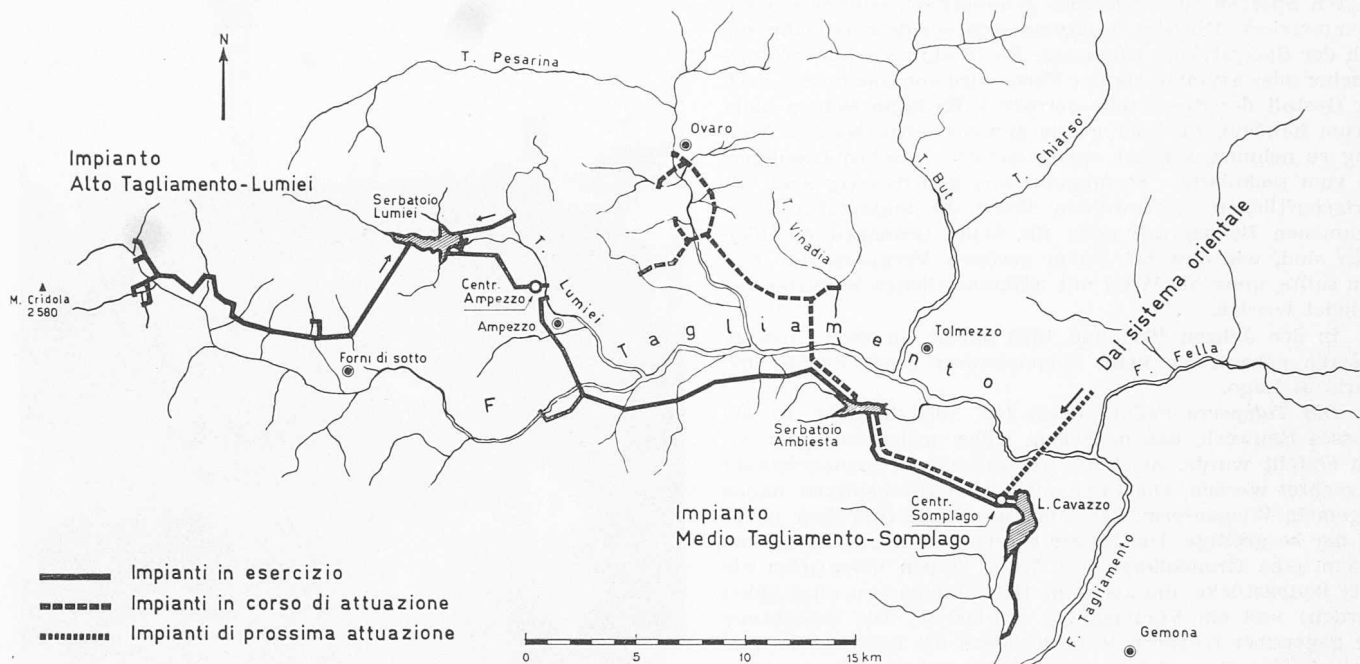 N
T. Pesarina
Ovaro
T. But
T. Chiarsò
Impianto
Alto Tagliamento-Lumiei
Serbatoio
Lumiei
T. Vinadia
M. Cridola
2580
Centr.
Ampezzo
T. Lumiei
Ampezzo
Forni di sotto
F. Tagliamento
Tolmezzo
Dal sistema orientale
F. Fella
Serbatoio
Ambiesta
Centr.
Somplago
L. Cavazzo
Impianto
Medio Tagliamento-Somplago
F. Tagliamento
Gemona
Impianti in esercizio
Impianti in corso di attuazione
Impianti di prossima attuazione
0 5 10 15 km